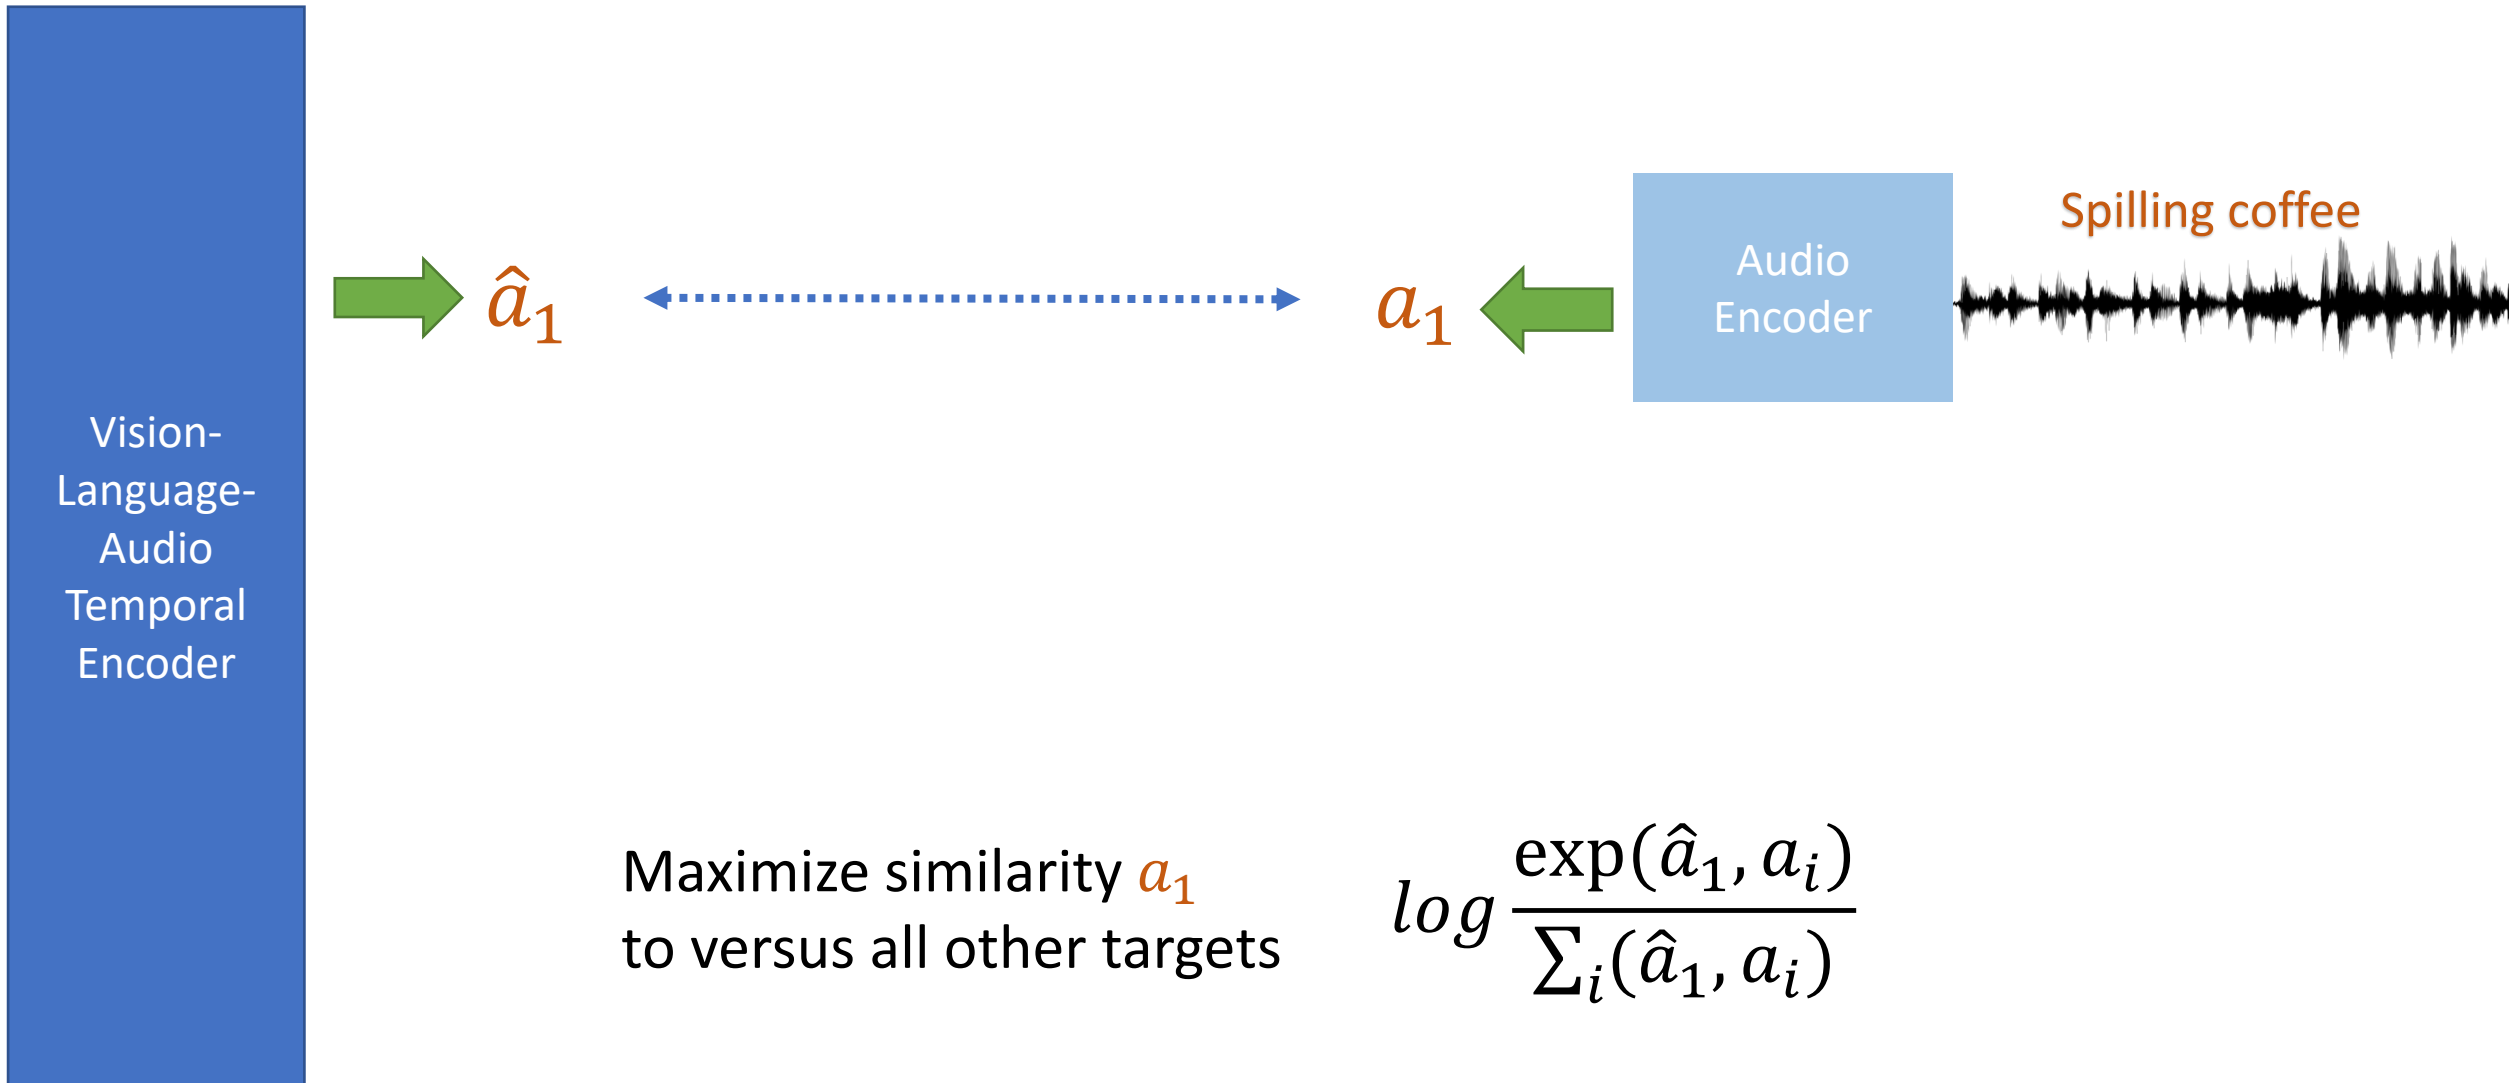 Vision-
Language-
Audio
Temporal
Encoder
â₁
a₁
Audio
Encoder
Spilling coffee
Maximize similarity a₁
to versus all other targets
log exp(â₁, aᵢ) / ∑ᵢ(â₁, aᵢ)